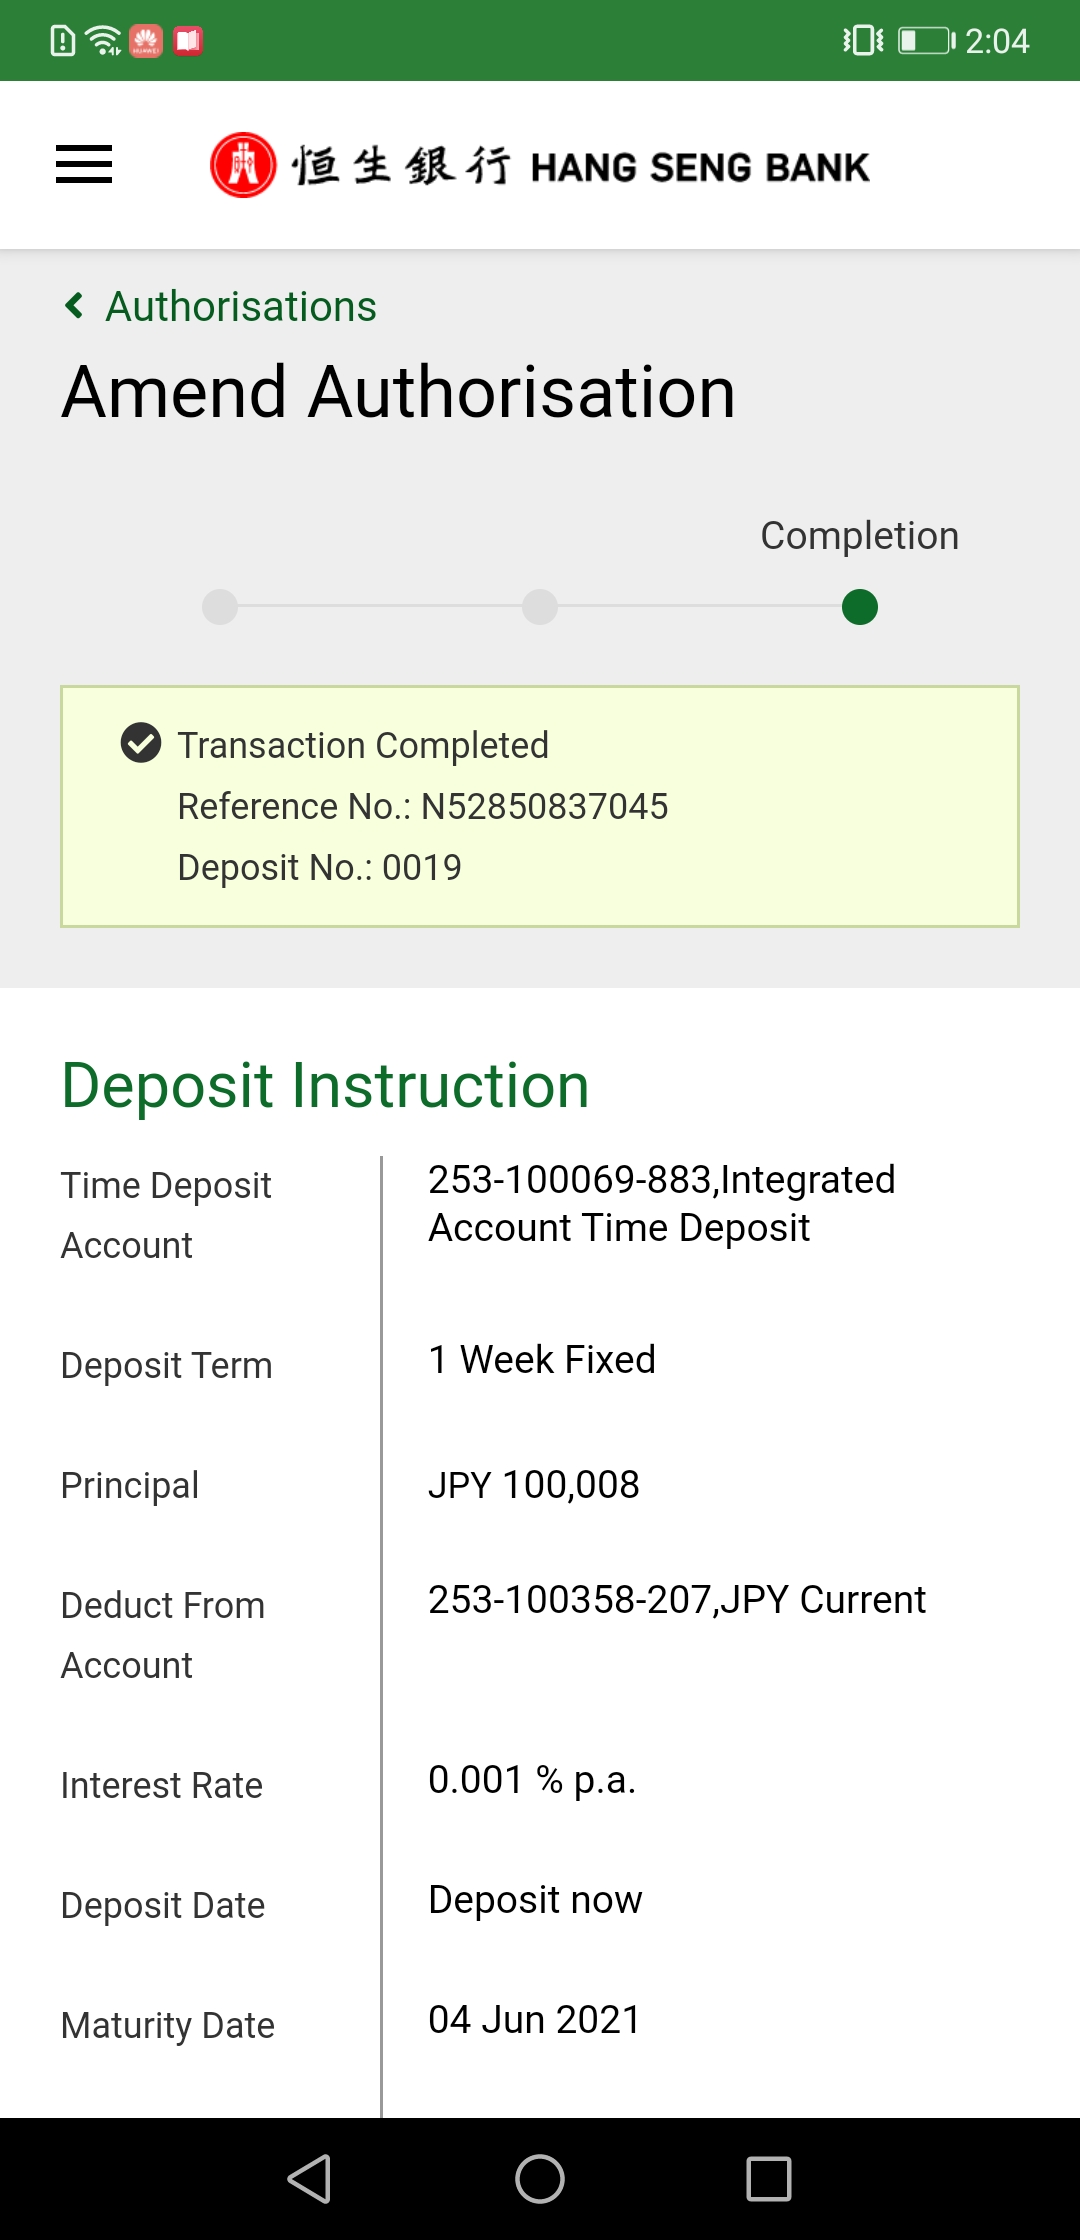 2:04
恒生銀行 HANG SENG BANK
Authorisations
Amend Authorisation
Completion
Transaction Completed
Reference No.: N52850837045
Deposit No.: 0019
Deposit Instruction
Time Deposit
Account
253-100069-883,Integrated
Account Time Deposit
Deposit Term
1 Week Fixed
Principal
JPY 100,008
Deduct From
Account
253-100358-207,JPY Current
Interest Rate
0.001 % p.a.
Deposit Date
Deposit now
Maturity Date
04 Jun 2021